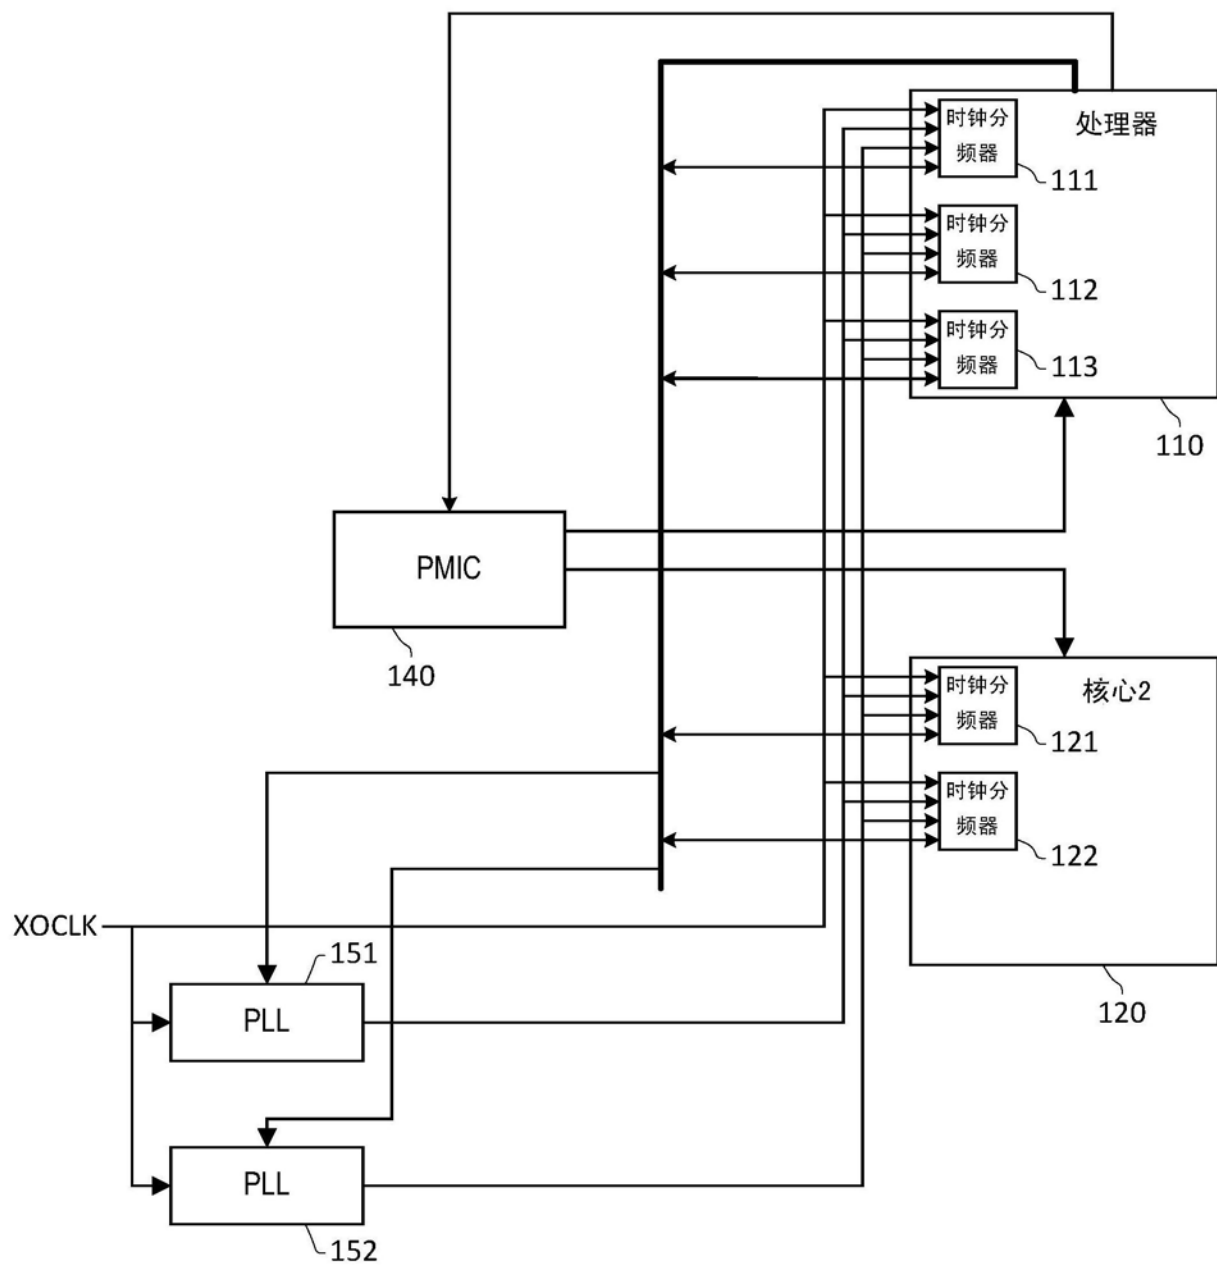 时钟分
频器
处理器
111
时钟分
频器
112
时钟分
频器
113
110
PMIC
140
时钟分
频器
核心2
121
时钟分
频器
122
XOCLK
151
PLL
120
PLL
152